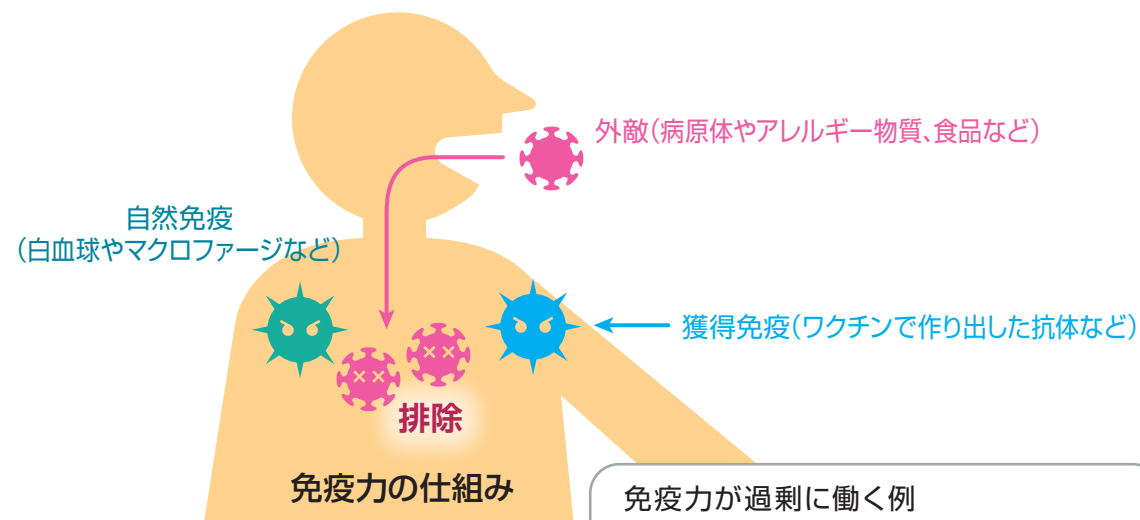 外敵(病原体やアレルギー物質、食品など)
自然免疫
(白血球やマクロファージなど)
獲得免疫(ワクチンで作り出した抗体など)
排除
免疫力の仕組み
免疫力が過剰に働く例